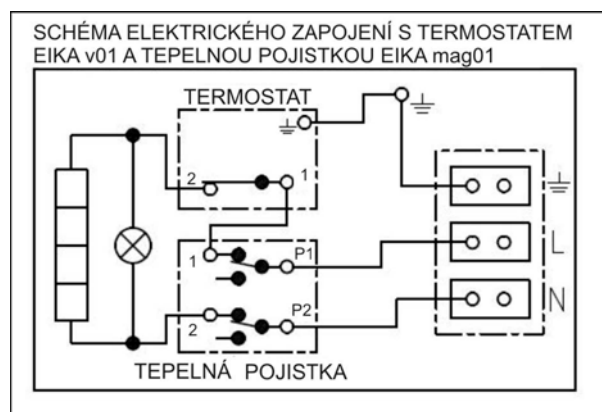 SCHÉMA ELEKTRICKÉHO ZAPOJENÍ S TERMOSTATEM
EIKA v01 A TEPELNOU POJISTKOU EIKA mag01
TERMOSTAT
2
1
1
P1
L
P2
N
2
TEPELNÁ POJISTKA